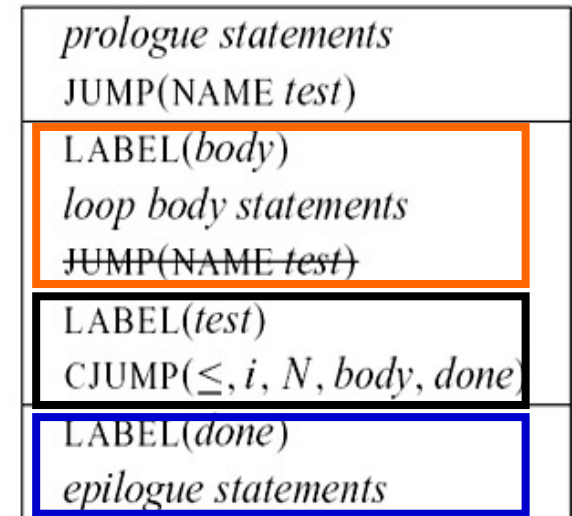 prologue statements
JUMP(NAME test)
LABEL(body)
loop body statements
JUMP(NAME test)
LABEL(test)
CJUMP(≤, i, N, body, done)
LABEL(done)
epilogue statements